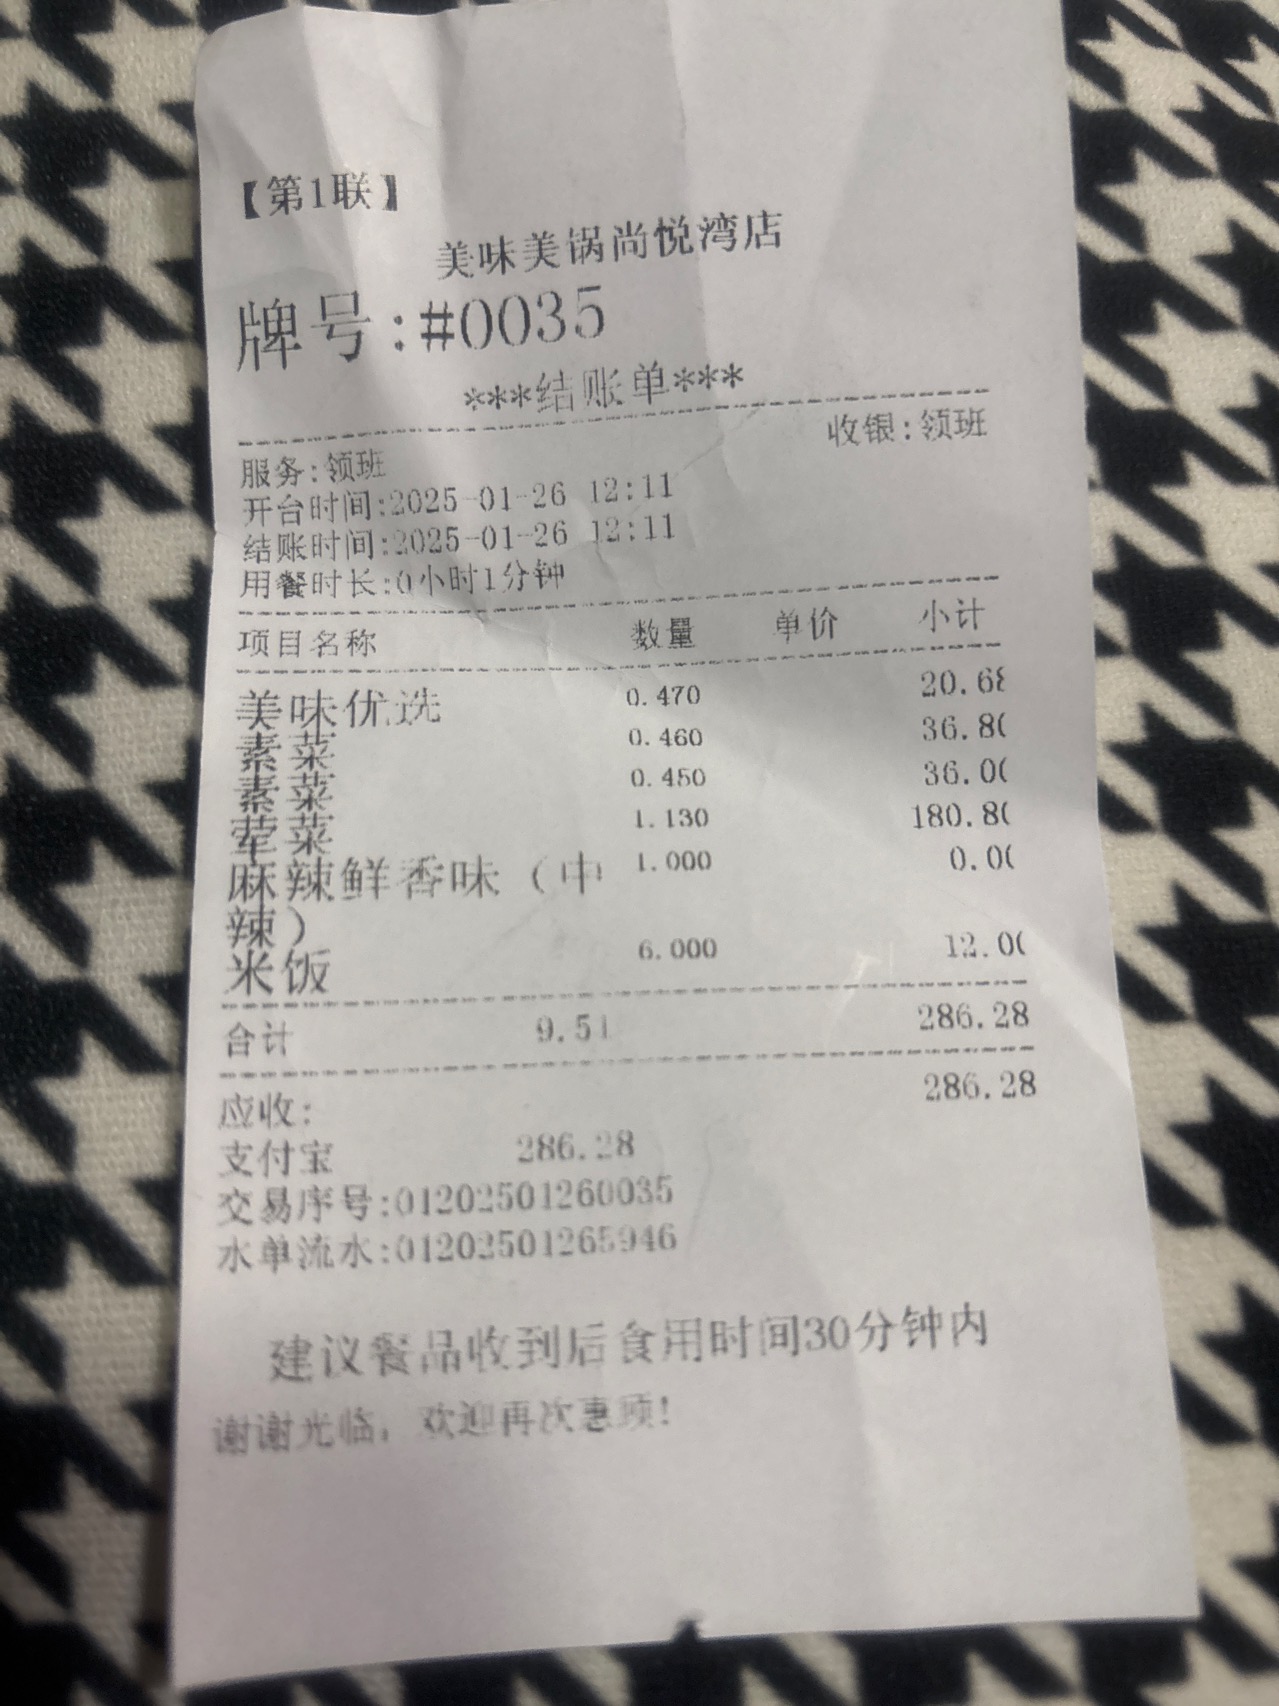 【第1联】
美味美锅尚悦湾店
牌号:#0035
***结账单***
收银:领班
服务:领班
开台时间:2025-01-26 12:11
结账时间:2025-01-26 12:11
用餐时长:0小时1分钟
项目名称 数量 单价 小计
美味优选 0.470 20.68
素菜 0.460 36.80
素菜 0.450 36.00
荤菜 1.130 180.80
麻辣鲜香味（中 1.000 0.00
辣）
米饭 6.000 12.00
合计 9.51 286.28
应收: 286.28
支付宝 286.28
交易序号:01202501260035
水单流水:01202501265946
建议餐品收到后食用时间30分钟内
谢谢光临，欢迎再次惠顾!